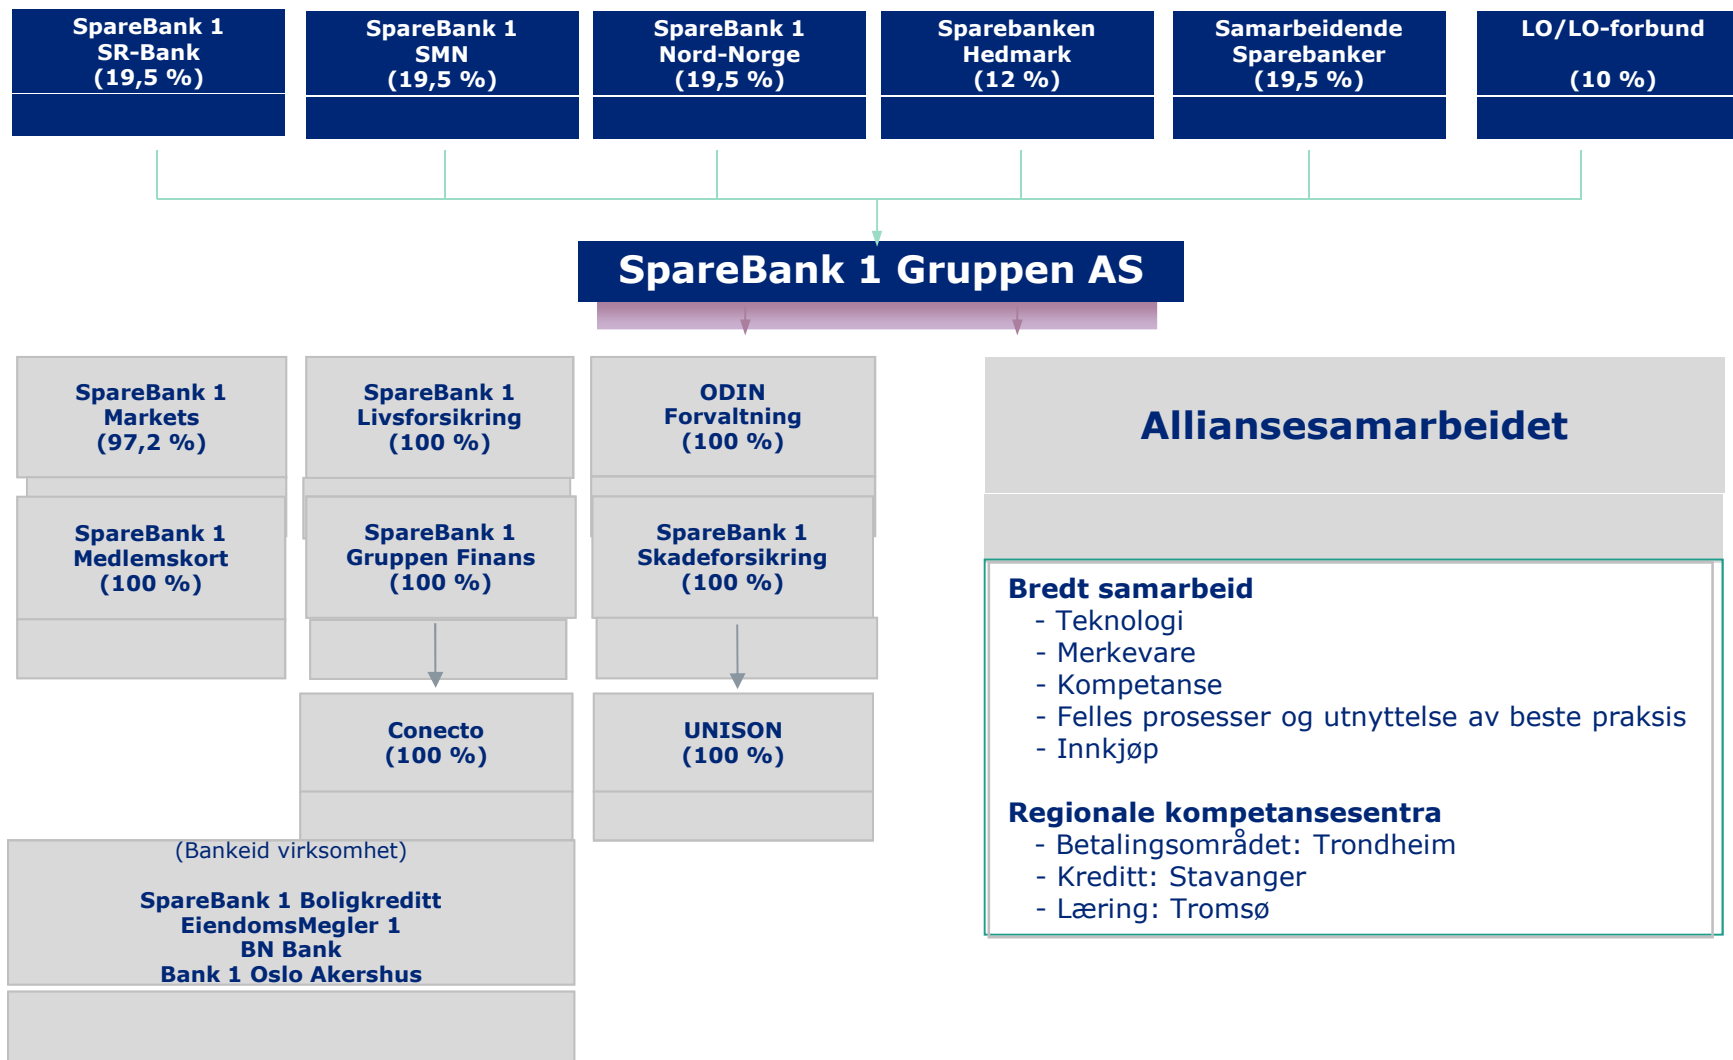 SpareBank 1
SR-Bank
(19,5 %)
SpareBank 1
SMN
(19,5 %)
SpareBank 1
Nord-Norge
(19,5 %)
Sparebanken
Hedmark
(12 %)
Samarbeidende
Sparebanker
(19,5 %)
LO/LO-forbund
(10 %)
SpareBank 1 Gruppen AS
SpareBank 1
Markets
(97,2 %)
SpareBank 1
Livsforsikring
(100 %)
ODIN
Forvaltning
(100 %)
SpareBank 1
Medlemskort
(100 %)
SpareBank 1
Gruppen Finans
(100 %)
SpareBank 1
Skadeforsikring
(100 %)
Conecto
(100 %)
UNISON
(100 %)
(Bankeid virksomhet)
SpareBank 1 Boligkreditt
EiendomsMegler 1
BN Bank
Bank 1 Oslo Akershus
Alliansesamarbeidet
Bredt samarbeid
- Teknologi
- Merkevare
- Kompetanse
- Felles prosesser og utnyttelse av beste praksis
- Innkjøp
Regionale kompetansesentra
- Betalingsområdet: Trondheim
- Kreditt: Stavanger
- Læring: Tromsø